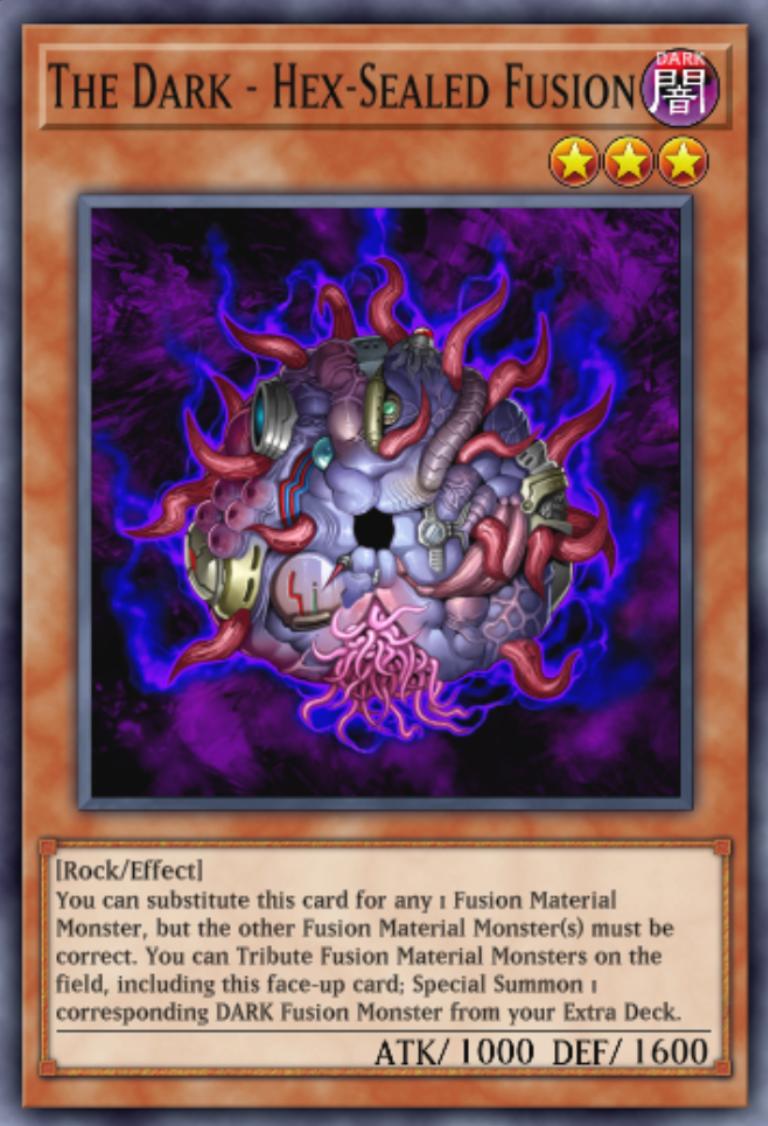 The Dark - Hex-Sealed Fusion
DARK
闇
[Rock/Effect]
You can substitute this card for any 1 Fusion Material
Monster, but the other Fusion Material Monster(s) must be
correct. You can Tribute Fusion Material Monsters on the
field, including this face-up card; Special Summon 1
corresponding DARK Fusion Monster from your Extra Deck.
ATK/ 1000 DEF/ 1600